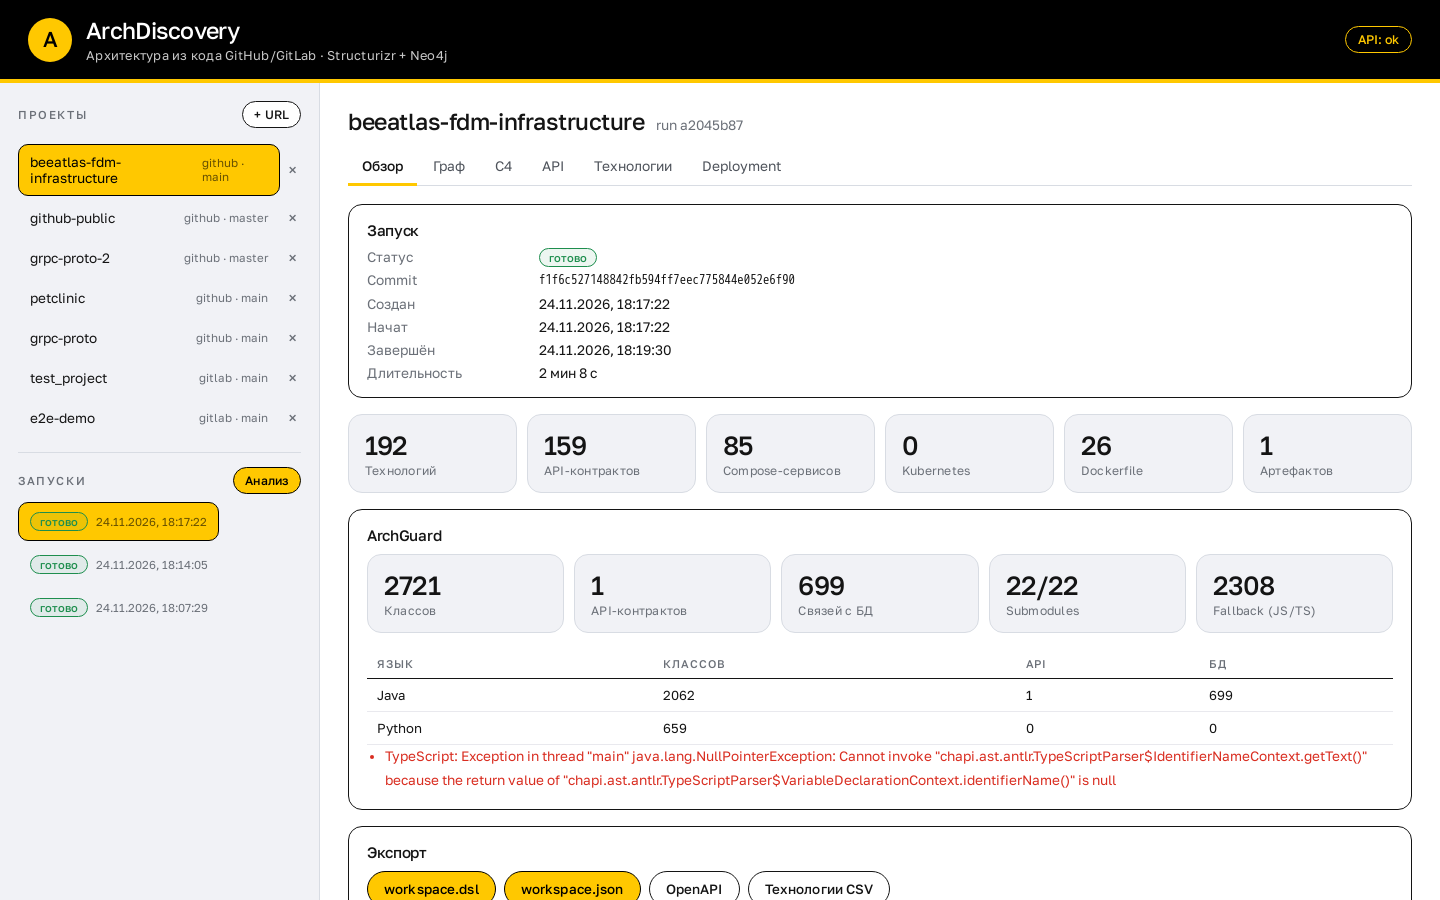 A
ArchDiscovery
Архитектура из кода GitHub/GitLab · Structurizr + Neo4j
API: ok
ПРОЕКТЫ
+ URL
beeatlas-fdm-infrastructure
github · main
×
github-public
github · master
×
grpc-proto-2
github · master
×
petclinic
github · main
×
grpc-proto
github · main
×
test_project
gitlab · main
×
e2e-demo
gitlab · main
×
ЗАПУСКИ
Анализ
готово 24.11.2026, 18:17:22
готово 24.11.2026, 18:14:05
готово 24.11.2026, 18:07:29
beeatlas-fdm-infrastructure run a2045b87
Обзор Граф C4 API Технологии Deployment
Запуск
Статус готово
Commit f1f6c527148842fb594ff7eec775844e052e6f90
Создан 24.11.2026, 18:17:22
Начат 24.11.2026, 18:17:22
Завершён 24.11.2026, 18:19:30
Длительность 2 мин 8 с
192
Технологий
159
API-контрактов
85
Compose-сервисов
0
Kubernetes
26
Dockerfile
1
Артефактов
ArchGuard
2721
Классов
1
API-контрактов
699
Связей с БД
22/22
Submodules
2308
Fallback (JS/TS)
ЯЗЫК КЛАССОВ API БД
Java 2062 1 699
Python 659 0 0
• TypeScript: Exception in thread "main" java.lang.NullPointerException: Cannot invoke "chapi.ast.antlr.TypeScriptParser$IdentifierNameContext.getText()"
because the return value of "chapi.ast.antlr.TypeScriptParser$VariableDeclarationContext.identifierName()" is null
Экспорт
workspace.dsl workspace.json OpenAPI Технологии CSV